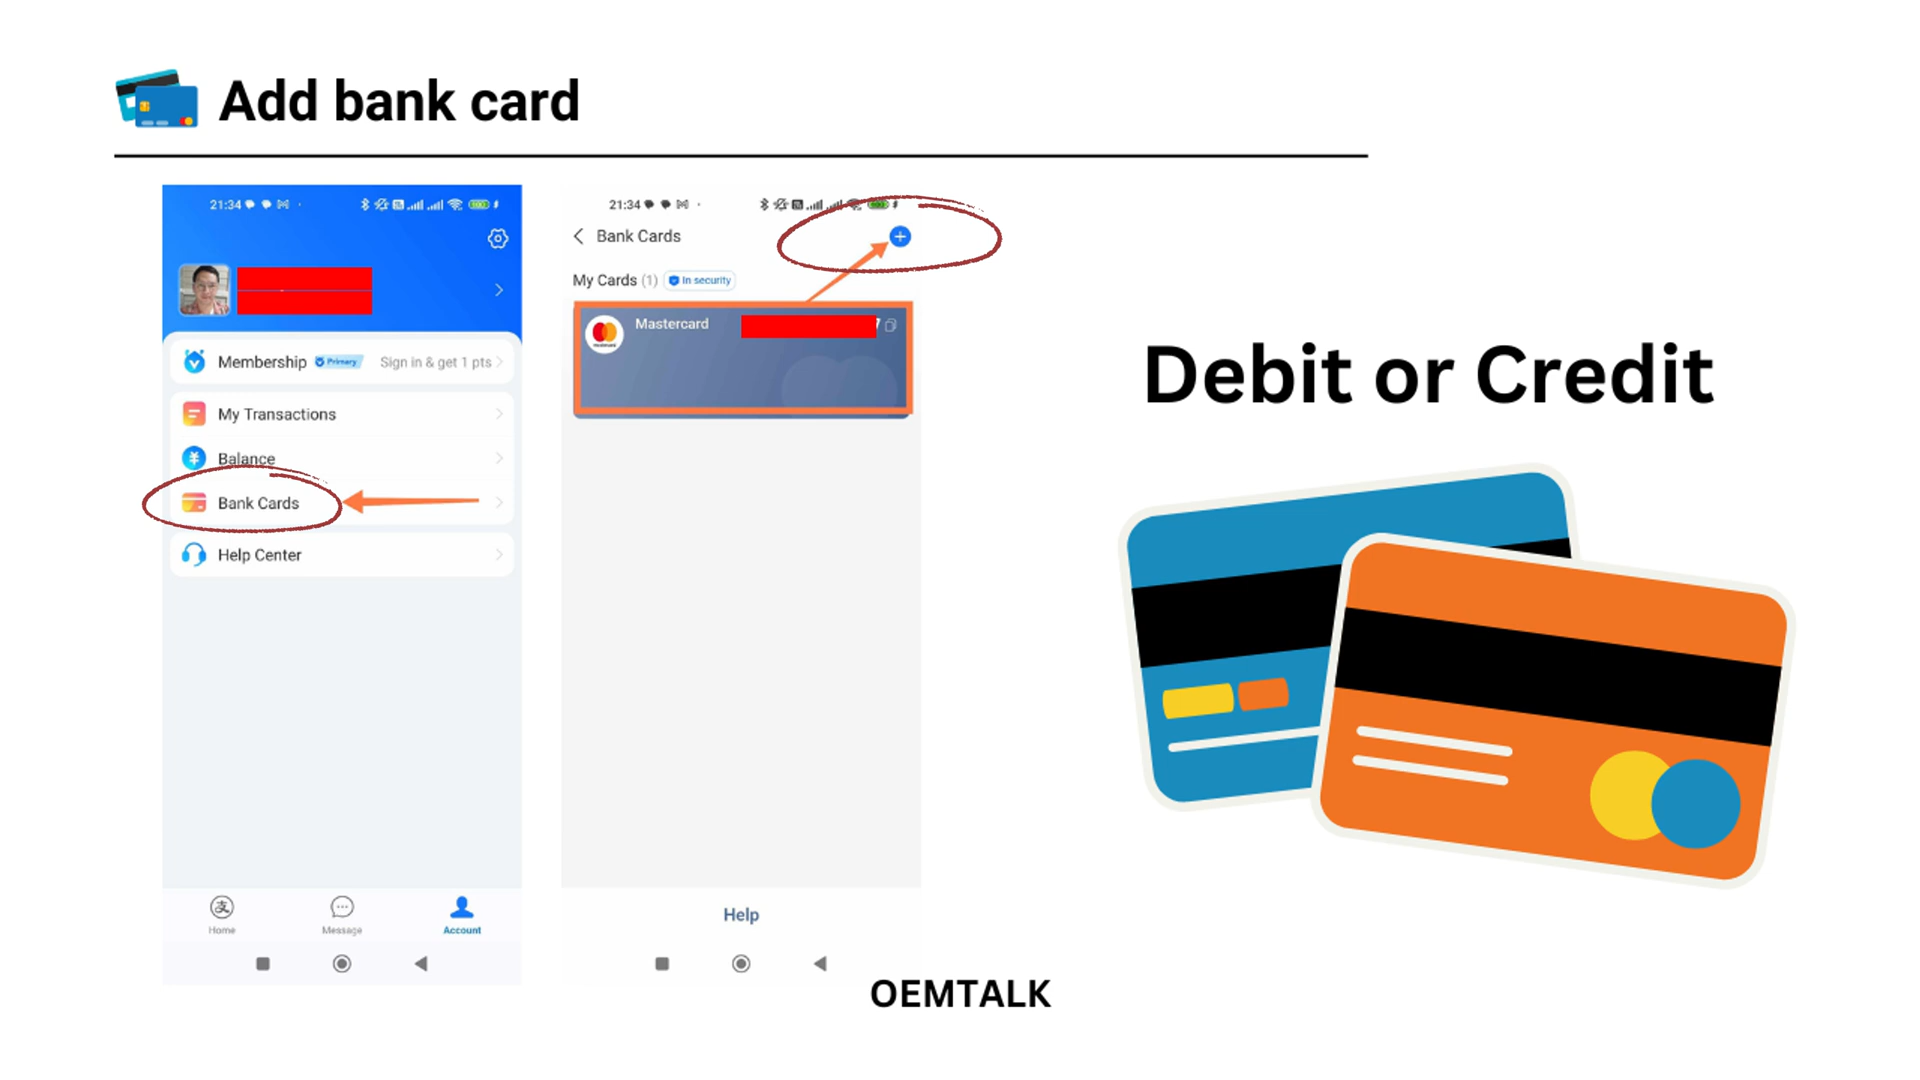 Add bank card
21:34
Membership Primary Sign in & get 1 pts
My Transactions
Balance
Bank Cards
Help Center
支
Home Message Account
21:34
Bank Cards
My Cards (1) In security
Mastercard
Help
Debit or Credit
OEMTALK